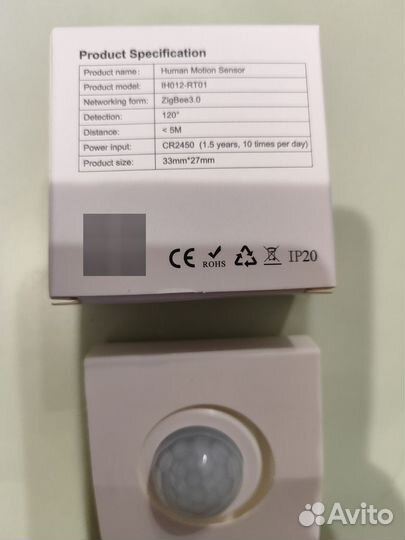 Product Specification
Product name: Human Motion Sensor
Product model: IH012-RT01
Networking form: ZigBee3.0
Detection: 120°
Distance: < 5M
Power input: CR2450 (1.5 years, 10 times per day)
Product size: 33mm*27mm
CE ROHS IP20
Avito